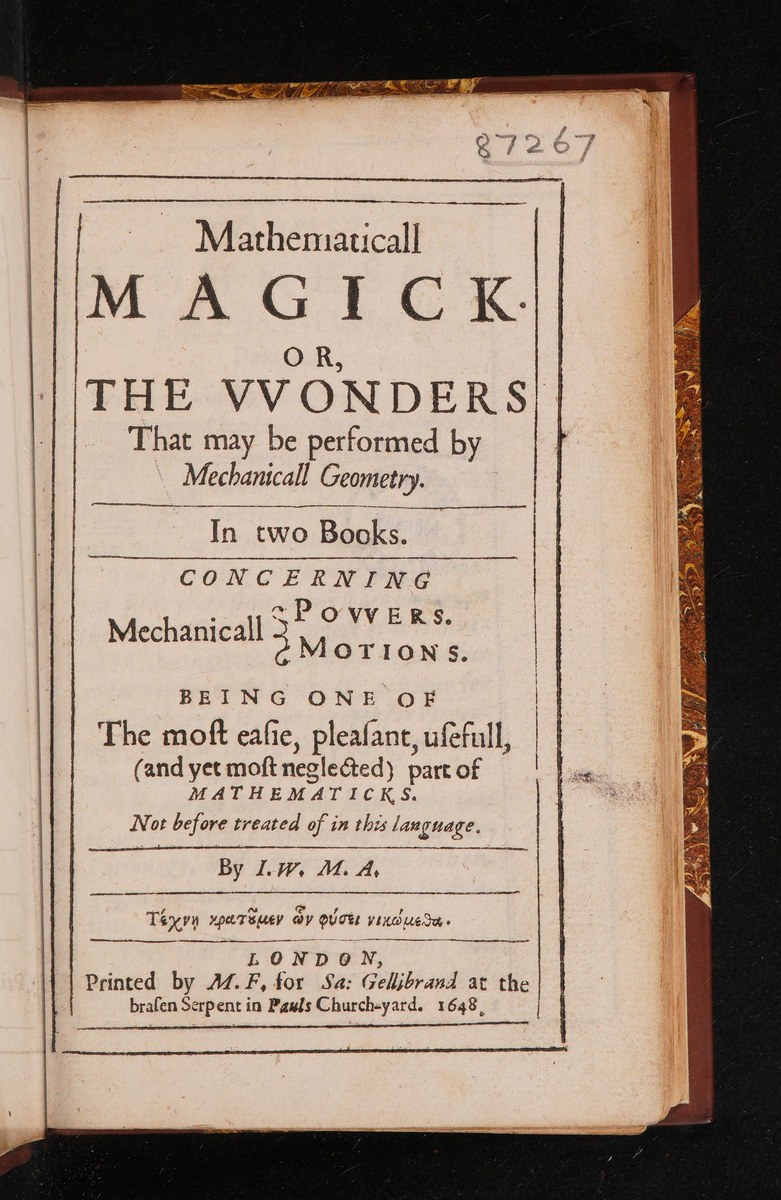 87267
Mathematicall
MAGICK.
OR,
THE VVONDERS
That may be performed by
Mechanicall Geometry.
In two Books.
CONCERNING
Mechanicall { POVVERS.
MOTIONS.
BEING ONE OF
The moſt eaſie, pleaſant, uſefull,
(and yet moſt neglected) part of
MATHEMATICKS.
Not before treated of in this language.
By I. W. M. A.
Τέχνῃ κρατȣ͂μεν ὧν φύσει νικώμεθα.
LONDON,
Printed by M. F, for Sa: Gellibrand at the
braſen Serpent in Pauls Church-yard. 1648.